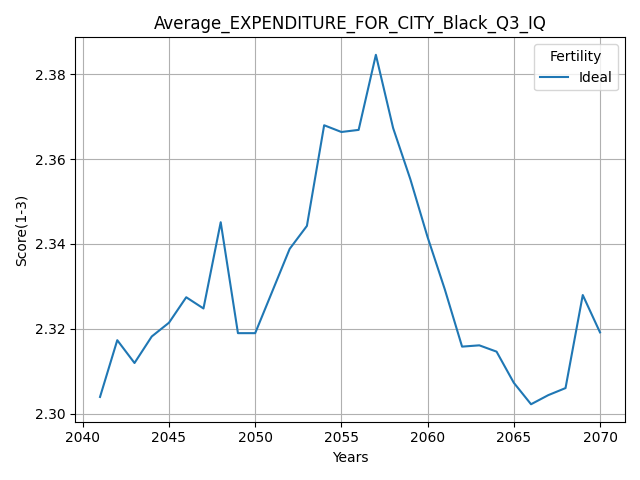 Average_EXPENDITURE_FOR_CITY_Black_Q3_IQ
Fertility
Ideal
Score(1-3)
2.38
2.36
2.34
2.32
2.30
2040 2045 2050 2055 2060 2065 2070
Years